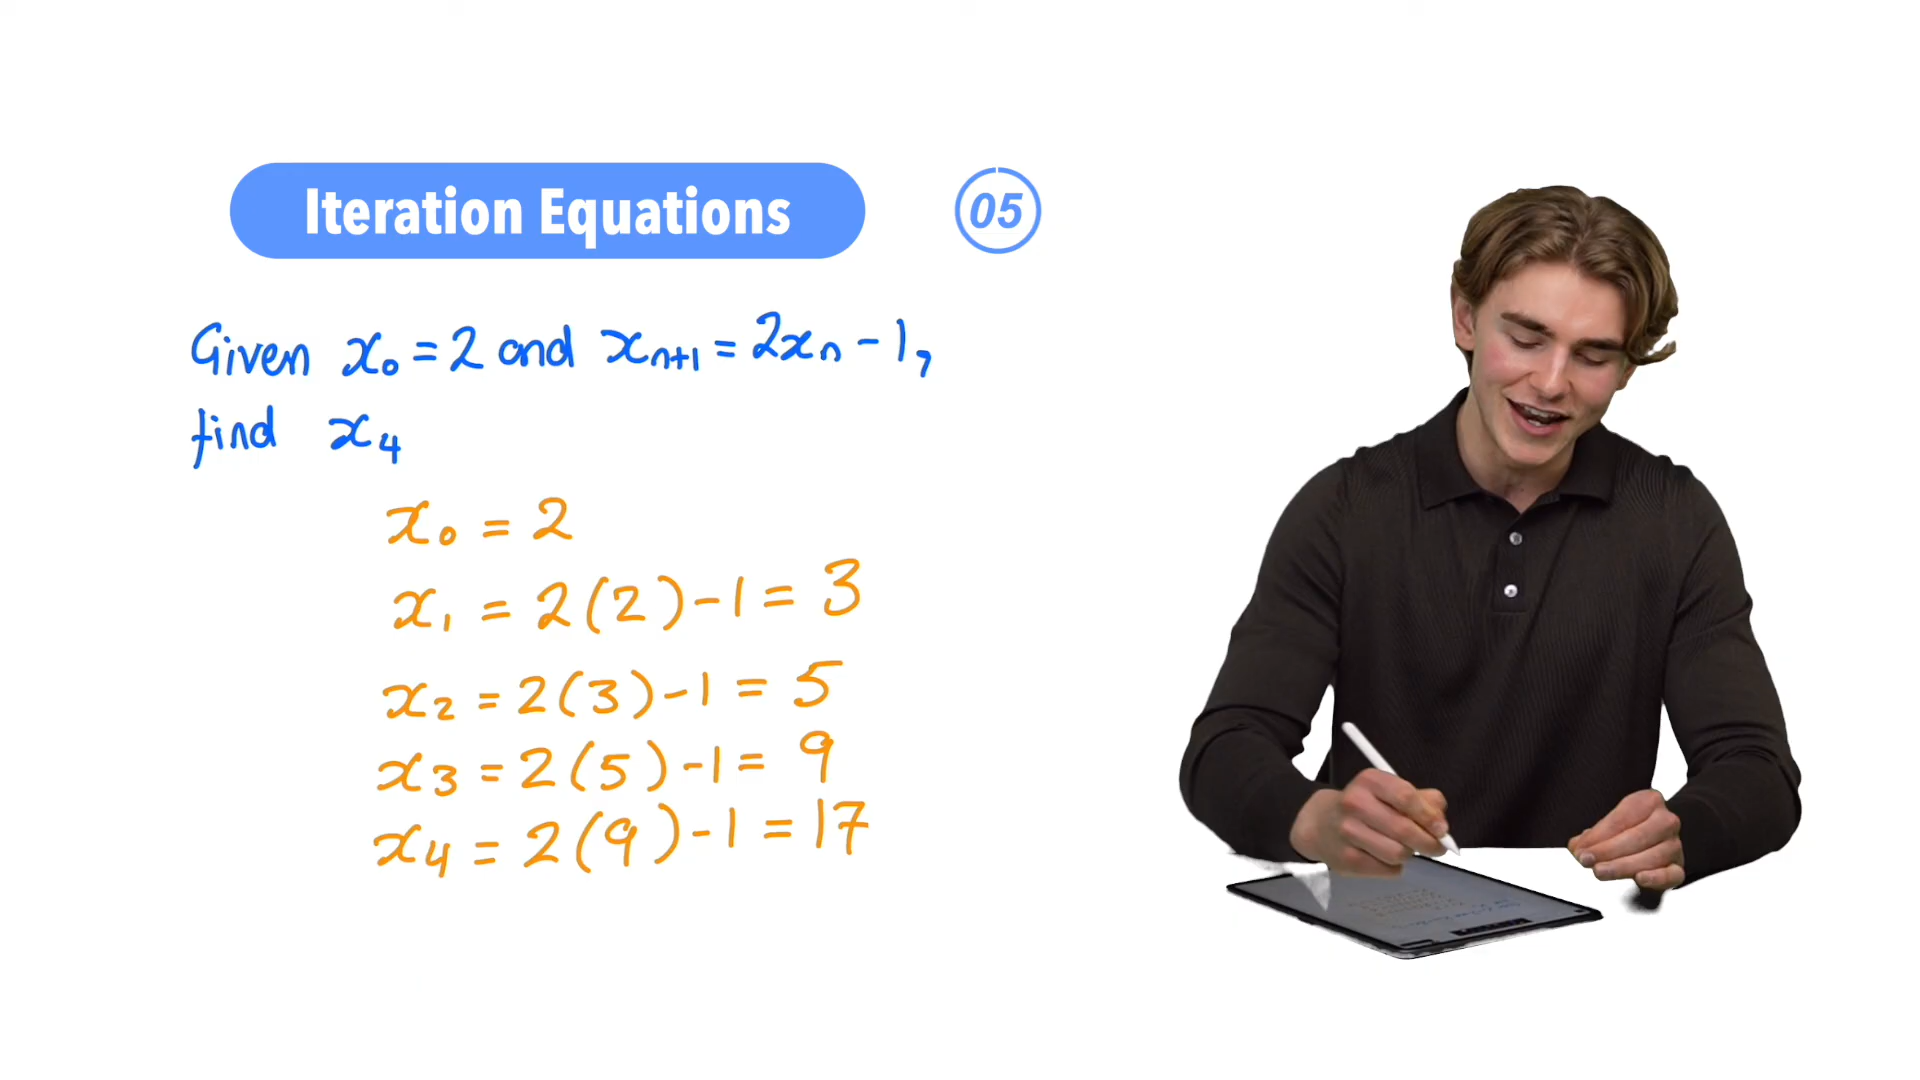 Iteration Equations
05
Given x₀ = 2 and xₙ₊₁ = 2xₙ − 1,
find x₄
x₀ = 2
x₁ = 2(2) − 1 = 3
x₂ = 2(3) − 1 = 5
x₃ = 2(5) − 1 = 9
x₄ = 2(9) − 1 = 17